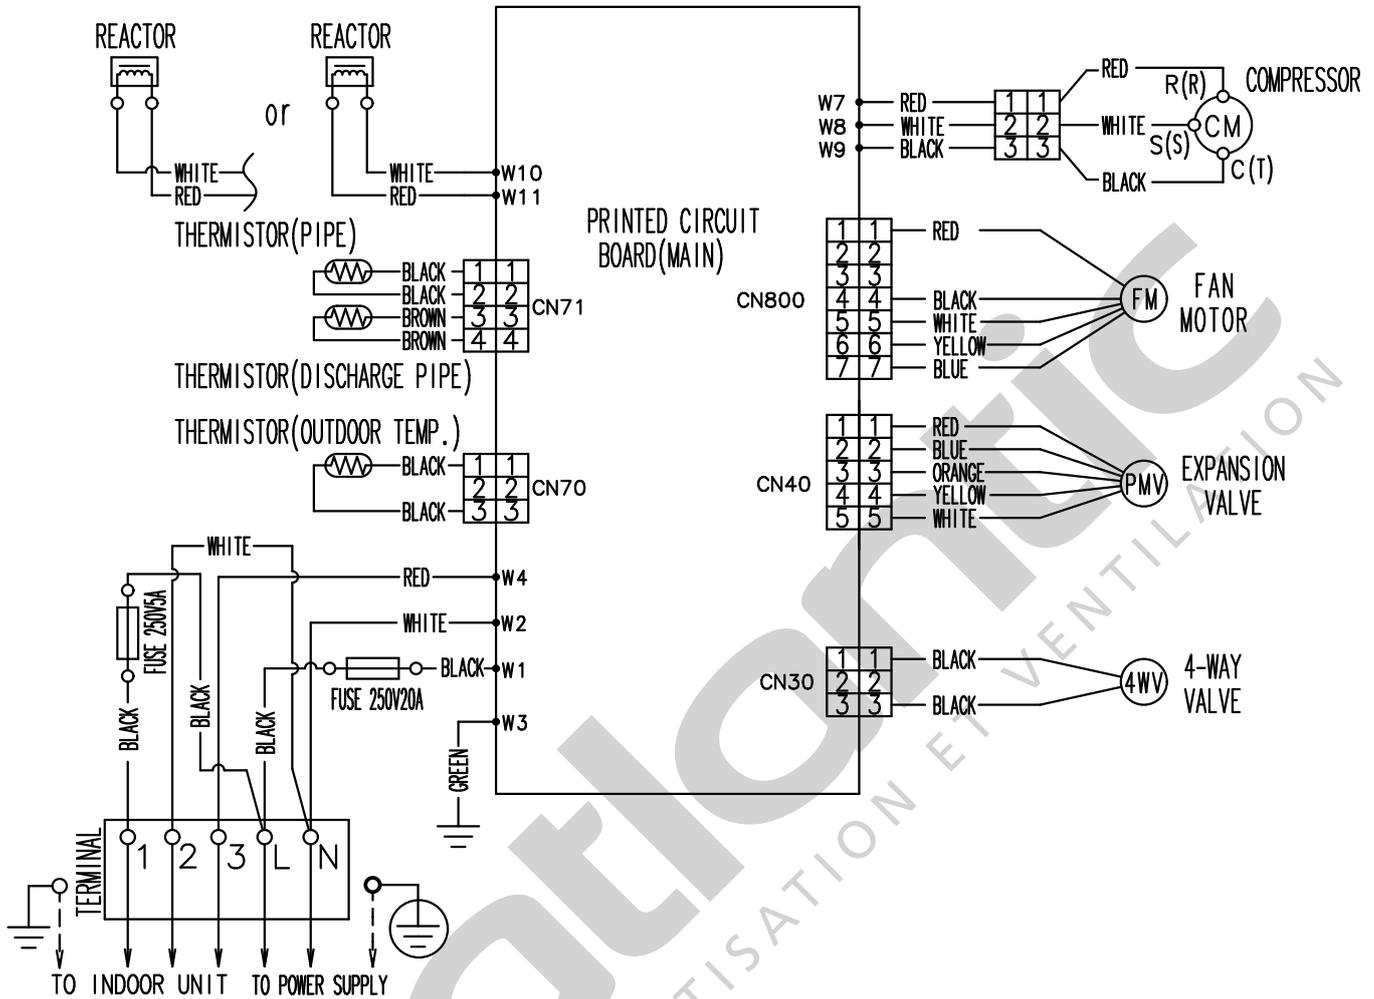 REACTOR
REACTOR
or
WHITE
RED
WHITE
RED
W10
W11
THERMISTOR(PIPE)
BLACK 1 1
BLACK 2 2
BROWN 3 3
BROWN 4 4
CN71
THERMISTOR(DISCHARGE PIPE)
THERMISTOR(OUTDOOR TEMP.)
BLACK 1 1
2 2
BLACK 3 3
CN70
WHITE
RED W4
WHITE W2
BLACK W1
FUSE 250V20A
W3
GREEN
FUSE 250V5A
BLACK
BLACK
BLACK
TERMINAL
1 2 3 L N
TO INDOOR UNIT
TO POWER SUPPLY
PRINTED CIRCUIT
BOARD(MAIN)
W7 RED 1 1 RED
W8 WHITE 2 2 WHITE
W9 BLACK 3 3 BLACK
R(R)
S(S)
C(T)
CM
COMPRESSOR
CN800
1 1 RED
2 2
3 3
4 4 BLACK
5 5 WHITE
6 6 YELLOW
7 7 BLUE
FM
FAN
MOTOR
CN40
1 1 RED
2 2 BLUE
3 3 ORANGE
4 4 YELLOW
5 5 WHITE
PMV
EXPANSION
VALVE
CN30
1 1 BLACK
2 2
3 3 BLACK
4WV
4-WAY
VALVE
atlantic
TISATION ET VENTILATION